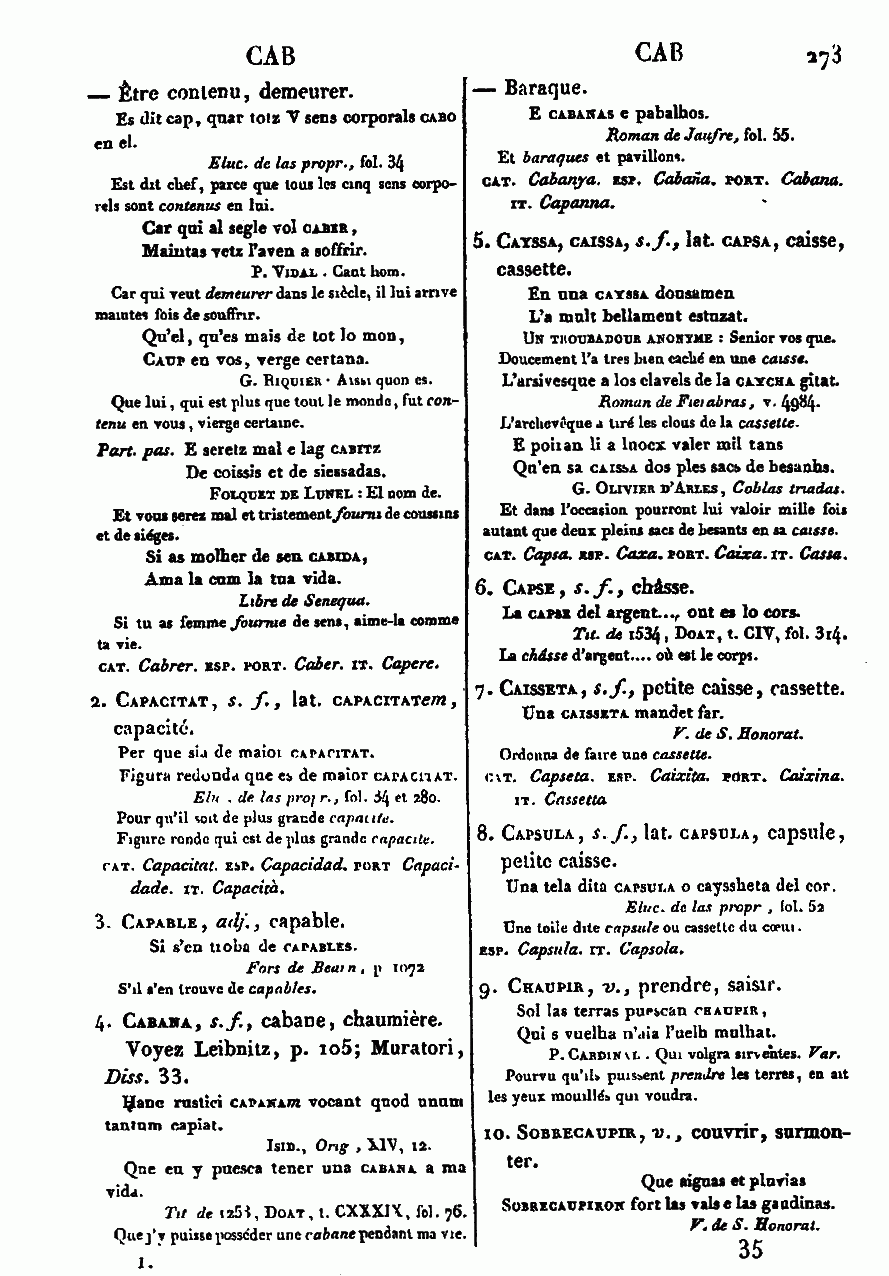 CAB
CAB 273
— Être contenu, demeurer.
Es dit cap, quar totz V sens corporals CABO
en el.
Eluc. de las propr., fol. 34
Est dit chef, parce que tous les cinq sens corpo-
rels sont contenus en lui.
Car qui al segle vol CABER,
Maintas vetz l'aven a soffrir.
P. VIDAL. Cant hom.
Car qui veut demeurer dans le siècle, il lui arrive
maintes fois de souffrir.
Qu'el, qu'es mais de tot lo mon,
CAUP en vos, verge certana.
G. RIQUIER. Aissi quon es.
Que lui, qui est plus que tout le monde, fut con-
tenu en vous, vierge certaine.
Part. pas. E seretz mal e lag CABITZ
De coissis et de siessadas.
FOLQUET DE LUNEL : El nom de.
Et vous serez mal et tristement fourni de coussins
et de siéges.
Si as molher de sen CABIDA,
Ama la com la tua vida.
Libre de Senequa.
Si tu as femme fournie de sens, aime-la comme
ta vie.
CAT. Cabrer. ESP. PORT. Caber. IT. Capere.
2. CAPACITAT, s. f., lat. CAPACITATem,
capacité.
Per que sia de maior CAPACITAT.
Figura redonda que es de maior CAPACITAT.
Elu . de las propr., fol. 34 et 280.
Pour qu'il soit de plus grande capacite.
Figure ronde qui est de plus grande capacite.
CAT. Capacitat. ESP. Capacidad. PORT Capaci-
dade. IT. Capacità.
3. CAPABLE, adj., capable.
Si s'en troba de CAPABLES.
Fors de Bearn, p 1072
S'il s'en trouve de capables.
4. CABANA, s. f., cabane, chaumière.
Voyez Leibnitz, p. 105; Muratori,
Diss. 33.
Hanc rustici CAPANAM vocant quod unum
tantum capiat.
ISID., Orig, XIV, 12.
Que en y puesca tener una CABANA a ma
vida.
Tit de 1253, DOAT, t. CXXXIX, fol. 76.
Que j'y puisse posséder une cabane pendant ma vie.
I.
— Baraque.
E CABANAS e pabalhos.
Roman de Jaufre, fol. 55.
Et baraques et pavillons.
CAT. Cabanya. ESP. Cabaña. PORT. Cabana.
IT. Capanna.
5. CAYSSA, CAISSA, s. f., lat. CAPSA, caisse,
cassette.
En una CAYSSA dousamen
L'a mult bellament estuzat.
UN TROUBADOUR ANONYME : Senior vos que.
Doucement l'a tres bien caché en une caisse.
L'arsivesque a los clavels de la CAYCHA gitat.
Roman de Fierabras, v. 4984.
L'archevêque a tiré les clous de la cassette.
E poiran li a lnocx valer mil tans
Qu'en sa CAISSA dos ples sacs de besanhs.
G. OLIVIER D'ARLES, Coblas triadas.
Et dans l'occasion pourront lui valoir mille fois
autant que deux pleins sacs de besants en sa caisse.
CAT. Capsa. ESP. Caxa. PORT. Caixa. IT. Cassa.
6. CAPSE, s. f., châsse.
La CAPSE del argent..., ont es lo cors.
Tit. de 1534, DOAT, t. CIV, fol. 314.
La châsse d'argent.... où est le corps.
7. CAISSETA, s. f., petite caisse, cassette.
Una CAISSETA mandet far.
V. de S. Honorat.
Ordonna de faire une cassette.
CAT. Capseta. ESP. Caixita. PORT. Caixina.
IT. Cassetta
8. CAPSULA, s. f., lat. CAPSULA, capsule,
petite caisse.
Una tela dita CAPSULA o cayssheta del cor.
Eluc. de las propr, fol. 52
Une toile dite capsule ou cassette du cœur.
ESP. Capsula. IT. Capsola.
9. CHAUPIR, v., prendre, saisir.
Sol las terras puescan CHAUPIR,
Qui s vuelha n'aia l'uelh mulhat.
P. CARDINAL. Qui volgra sirventes. Var.
Pourvu qu'ils puissent prendre les terres, en ait
les yeux mouillés qui voudra.
10. SOBRECAUPIR, v., couvrir, surmon-
ter.
Que aiguas et pluvias
SOBRECAUPIRON fort las vals e las gaudinas.
V. de S. Honorat.
35